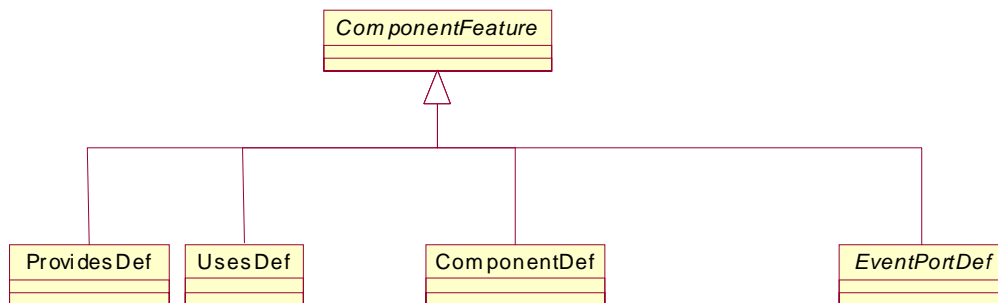 ComponentFeature
ProvidesDef
UsesDef
ComponentDef
EventPortDef